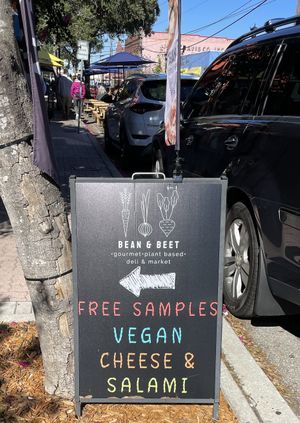 BEAN & BEET
•gourmet•plant based•
deli & market
FREE SAMPLES
VEGAN
CHEESE &
SALAMI